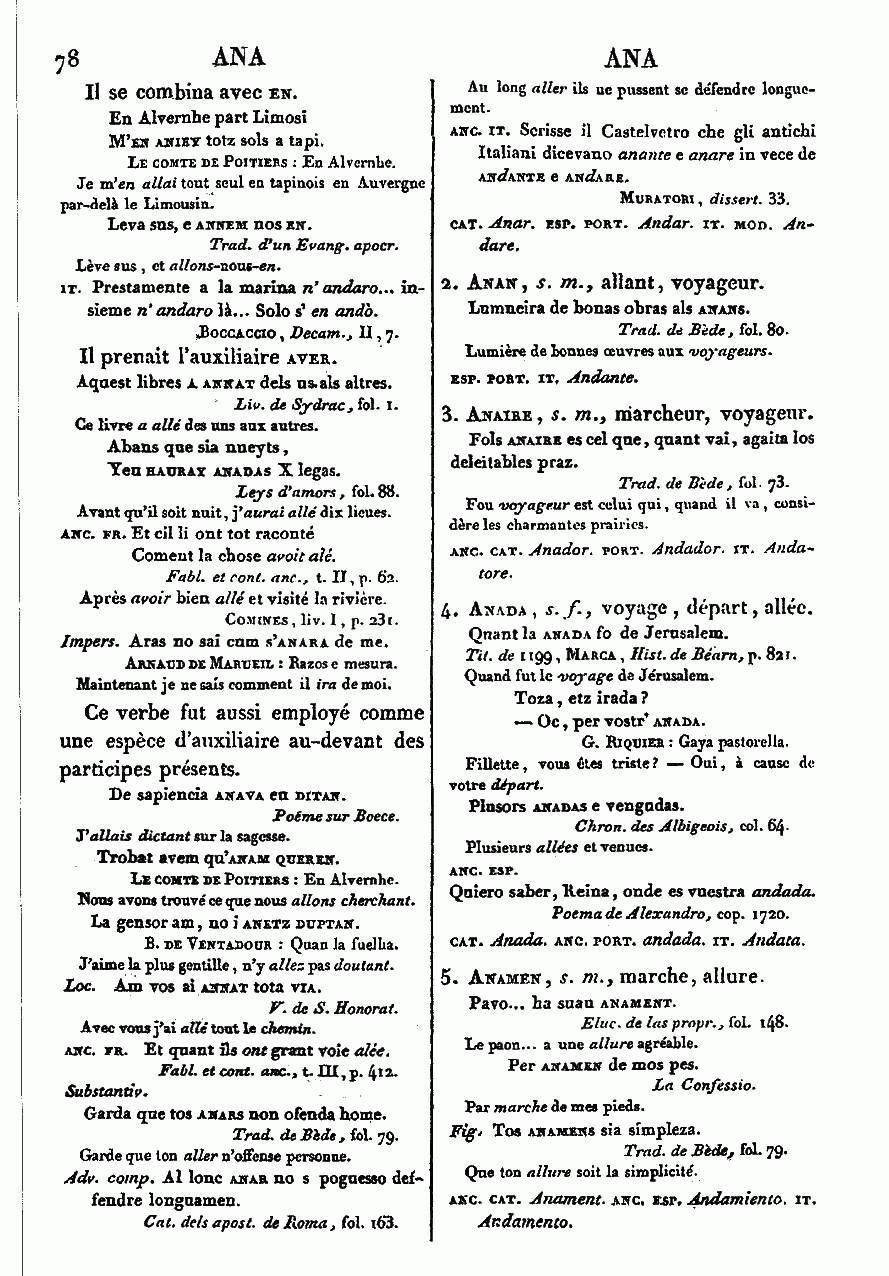 78 ANA ANA
Il se combina avec EN.
En Alvernhe part Limosi
M'EN ANIEY totz sols a tapi.
LE COMTE DE POITIERS : En Alvernhe.
Je m'en allai tout seul en tapinois en Auvergne
par-delà le Limousin.
Leva sus, e ANNEM nos EN.
Trad. d'un Evang. apocr.
Lève sus, et allons-nous-en.
IT. Prestamente a la marina n' andaro... in-
sieme n' andaro là... Solo s' en andò.
BOCCACCIO, Decam., II, 7.
Il prenait l'auxiliaire AVER.
Aquest libres A ANNAT dels us als altres.
Liv. de Sydrac, fol. 1.
Ce livre a allé des uns aux autres.
Abans que sia nueyts,
Yeu HAURAY ANADAS X legas.
Leys d'amors, fol. 88.
Avant qu'il soit nuit, j'aurai allé dix lieues.
ANC. FR. Et cil li ont tot raconté
Coment la chose avoit alé.
Fabl. et cont. anc., t. II, p. 62.
Après avoir bien allé et visité la rivière.
COMINES, liv. I, p. 231.
Impers. Aras no sai cum s'ANARA de me.
ARNAUD DE MARUEIL : Razos e mesura.
Maintenant je ne sais comment il ira de moi.
Ce verbe fut aussi employé comme
une espèce d'auxiliaire au-devant des
participes présents.
De sapiencia ANAVA eu DITAN.
Poéme sur Boece.
J'allais dictant sur la sagesse.
Trobat avem qu'ANAM QUEREN.
LE COMTE DE POITIERS : En Alvernhe.
Nous avons trouvé ce que nous allons cherchant.
La gensor am, no i ANETZ DUPTAN.
B. DE VENTADOUR : Quan la fuelha.
J'aime la plus gentille, n'y allez pas doutant.
Loc. Am vos ai ANNAT tota VIA.
V. de S. Honorat.
Avec vous j'ai allé tout le chemin.
ANC. FR. Et quant ils ont grant voie alée.
Fabl. et cont. anc., t. III, p. 412.
Substantiv.
Garda que tos ANARS non ofenda home.
Trad. de Bède, fol. 79.
Garde que ton aller n'offense personne.
Adv. comp. Al lonc ANAR no s poguesso def-
fendre longuamen.
Cat. dels apost. de Roma, fol. 163.
Au long aller ils ne pussent se défendre longue-
ment.
ANC. IT. Scrisse il Castelvetro che gli antichi
Italiani dicevano anante e anare in vece de
ANdANTE e ANdARE.
MURATORI, dissert. 33.
CAT. Anar. ESP. PORT. Andar. IT. MOD. An-
dare.
2. ANAN, s. m., allant, voyageur.
Lumneira de bonas obras als ANANS.
Trad. de Bède, fol. 80.
Lumière de bonnes œuvres aux voyageurs.
ESP. PORT. IT. Andante.
3. ANAIRE, s. m., marcheur, voyageur.
Fols ANAIRE es cel que, quant vai, agaita los
deleitables praz.
Trad. de Bède, fol. 73.
Fou voyageur est celui qui, quand il va, consi-
dère les charmantes prairies.
ANC. CAT. Anador. PORT. Andador. IT. Anda-
tore.
4. ANADA, s. f., voyage, départ, allée.
Quant la ANADA fo de Jerusalem.
Tit. de 1199, MARCA, Hist. de Béarn, p. 821.
Quand fut le voyage de Jérusalem.
Toza, etz irada?
— Oc, per vostr' ANADA.
G. RIQUIER : Gaya pastorella.
Fillette, vous êtes triste? — Oui, à cause de
votre départ.
Plusors ANADAS e vengudas.
Chron. des Albigeois, col. 64.
Plusieurs allées et venues.
ANC. ESP.
Quiero saber, Reina, onde es vuestra andada.
Poema de Alexandro, cop. 1720.
CAT. Anada. ANC. PORT. andada. IT. Andata.
5. ANAMEN, s. m., marche, allure.
Pavo... ha suau ANAMENT.
Eluc. de las propr., fol. 148.
Le paon... a une allure agréable.
Per ANAMEN de mos pes.
La Confessio.
Par marche de mes pieds.
Fig. Tos ANAMENS sia simpleza.
Trad. de Bède, fol. 79.
Que ton allure soit la simplicité.
ANC. CAT. Anament. ANC. ESP. Andamiento. IT.
Andamento.